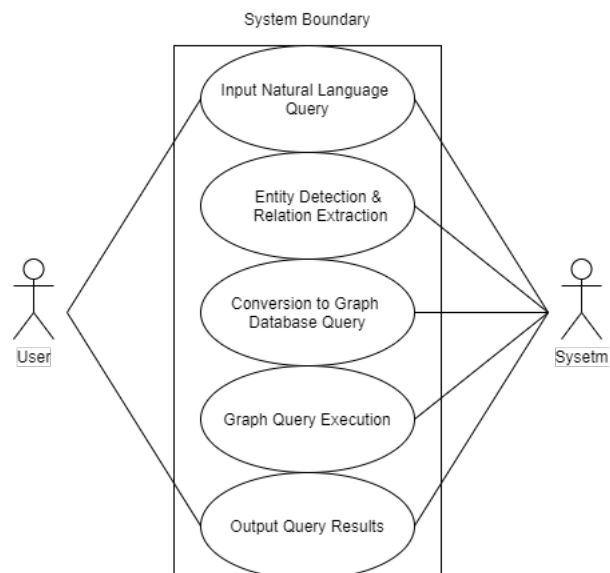 System Boundary
Input Natural Language
Query
Entity Detection &
Relation Extraction
Conversion to Graph
Database Query
User
Sysetm
Graph Query Execution
Output Query Results